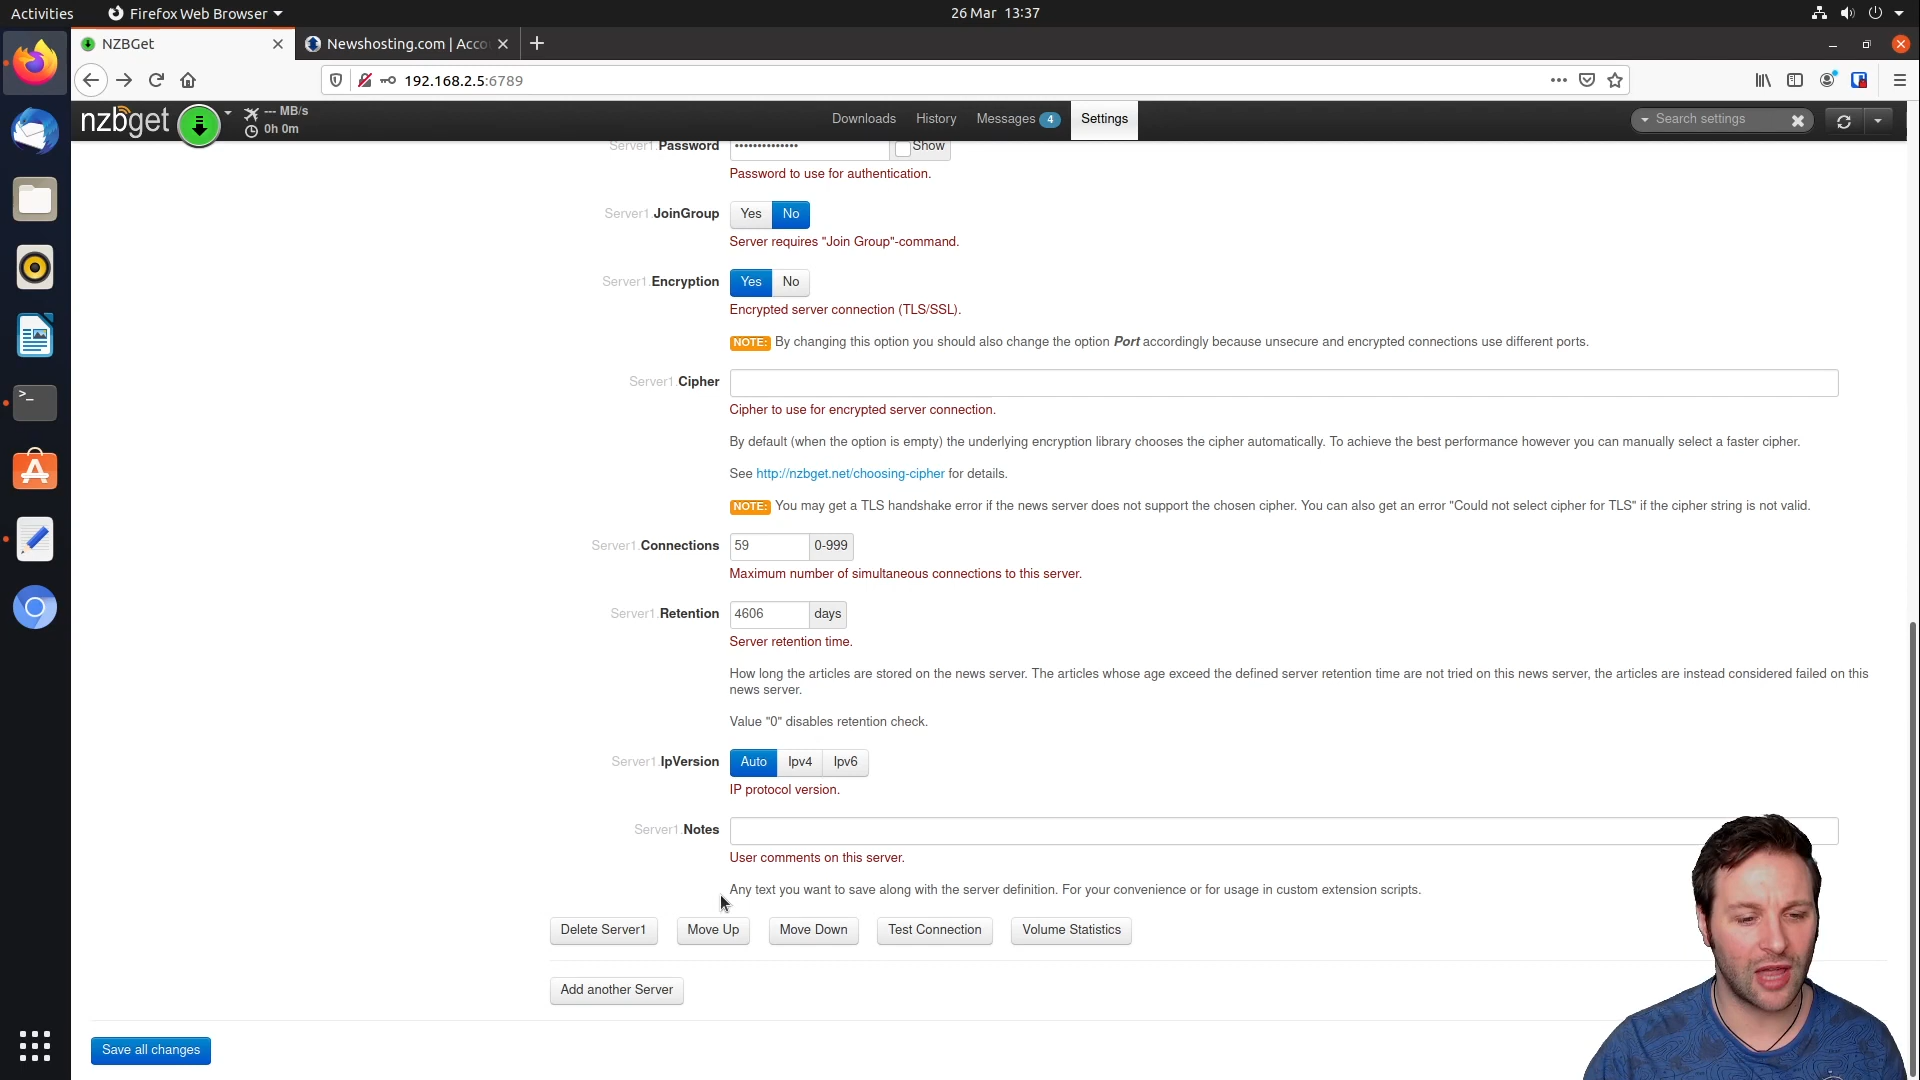 Activities
Firefox Web Browser
26 Mar 13:37
NZBGet
Newshosting.com | Acco
192.168.2.5:6789
nzbget
--- MB/s
0h 0m
Downloads
History
Messages 4
Settings
Search settings
Server1.Password
••••••••••••••
Show
Password to use for authentication.
Server1.JoinGroup
Yes No
Server requires "Join Group"-command.
Server1.Encryption
Yes No
Encrypted server connection (TLS/SSL).
NOTE: By changing this option you should also change the option Port accordingly because unsecure and encrypted connections use different ports.
Server1.Cipher
Cipher to use for encrypted server connection.
By default (when the option is empty) the underlying encryption library chooses the cipher automatically. To achieve the best performance however you can manually select a faster cipher.
See http://nzbget.net/choosing-cipher for details.
NOTE: You may get a TLS handshake error if the news server does not support the chosen cipher. You can also get an error "Could not select cipher for TLS" if the cipher string is not valid.
Server1.Connections
59 0-999
Maximum number of simultaneous connections to this server.
Server1.Retention
4606 days
Server retention time.
How long the articles are stored on the news server. The articles whose age exceed the defined server retention time are not tried on this news server, the articles are instead considered failed on this
news server.
Value "0" disables retention check.
Server1.IpVersion
Auto Ipv4 Ipv6
IP protocol version.
Server1.Notes
User comments on this server.
Any text you want to save along with the server definition. For your convenience or for usage in custom extension scripts.
Delete Server1
Move Up
Move Down
Test Connection
Volume Statistics
Add another Server
Save all changes